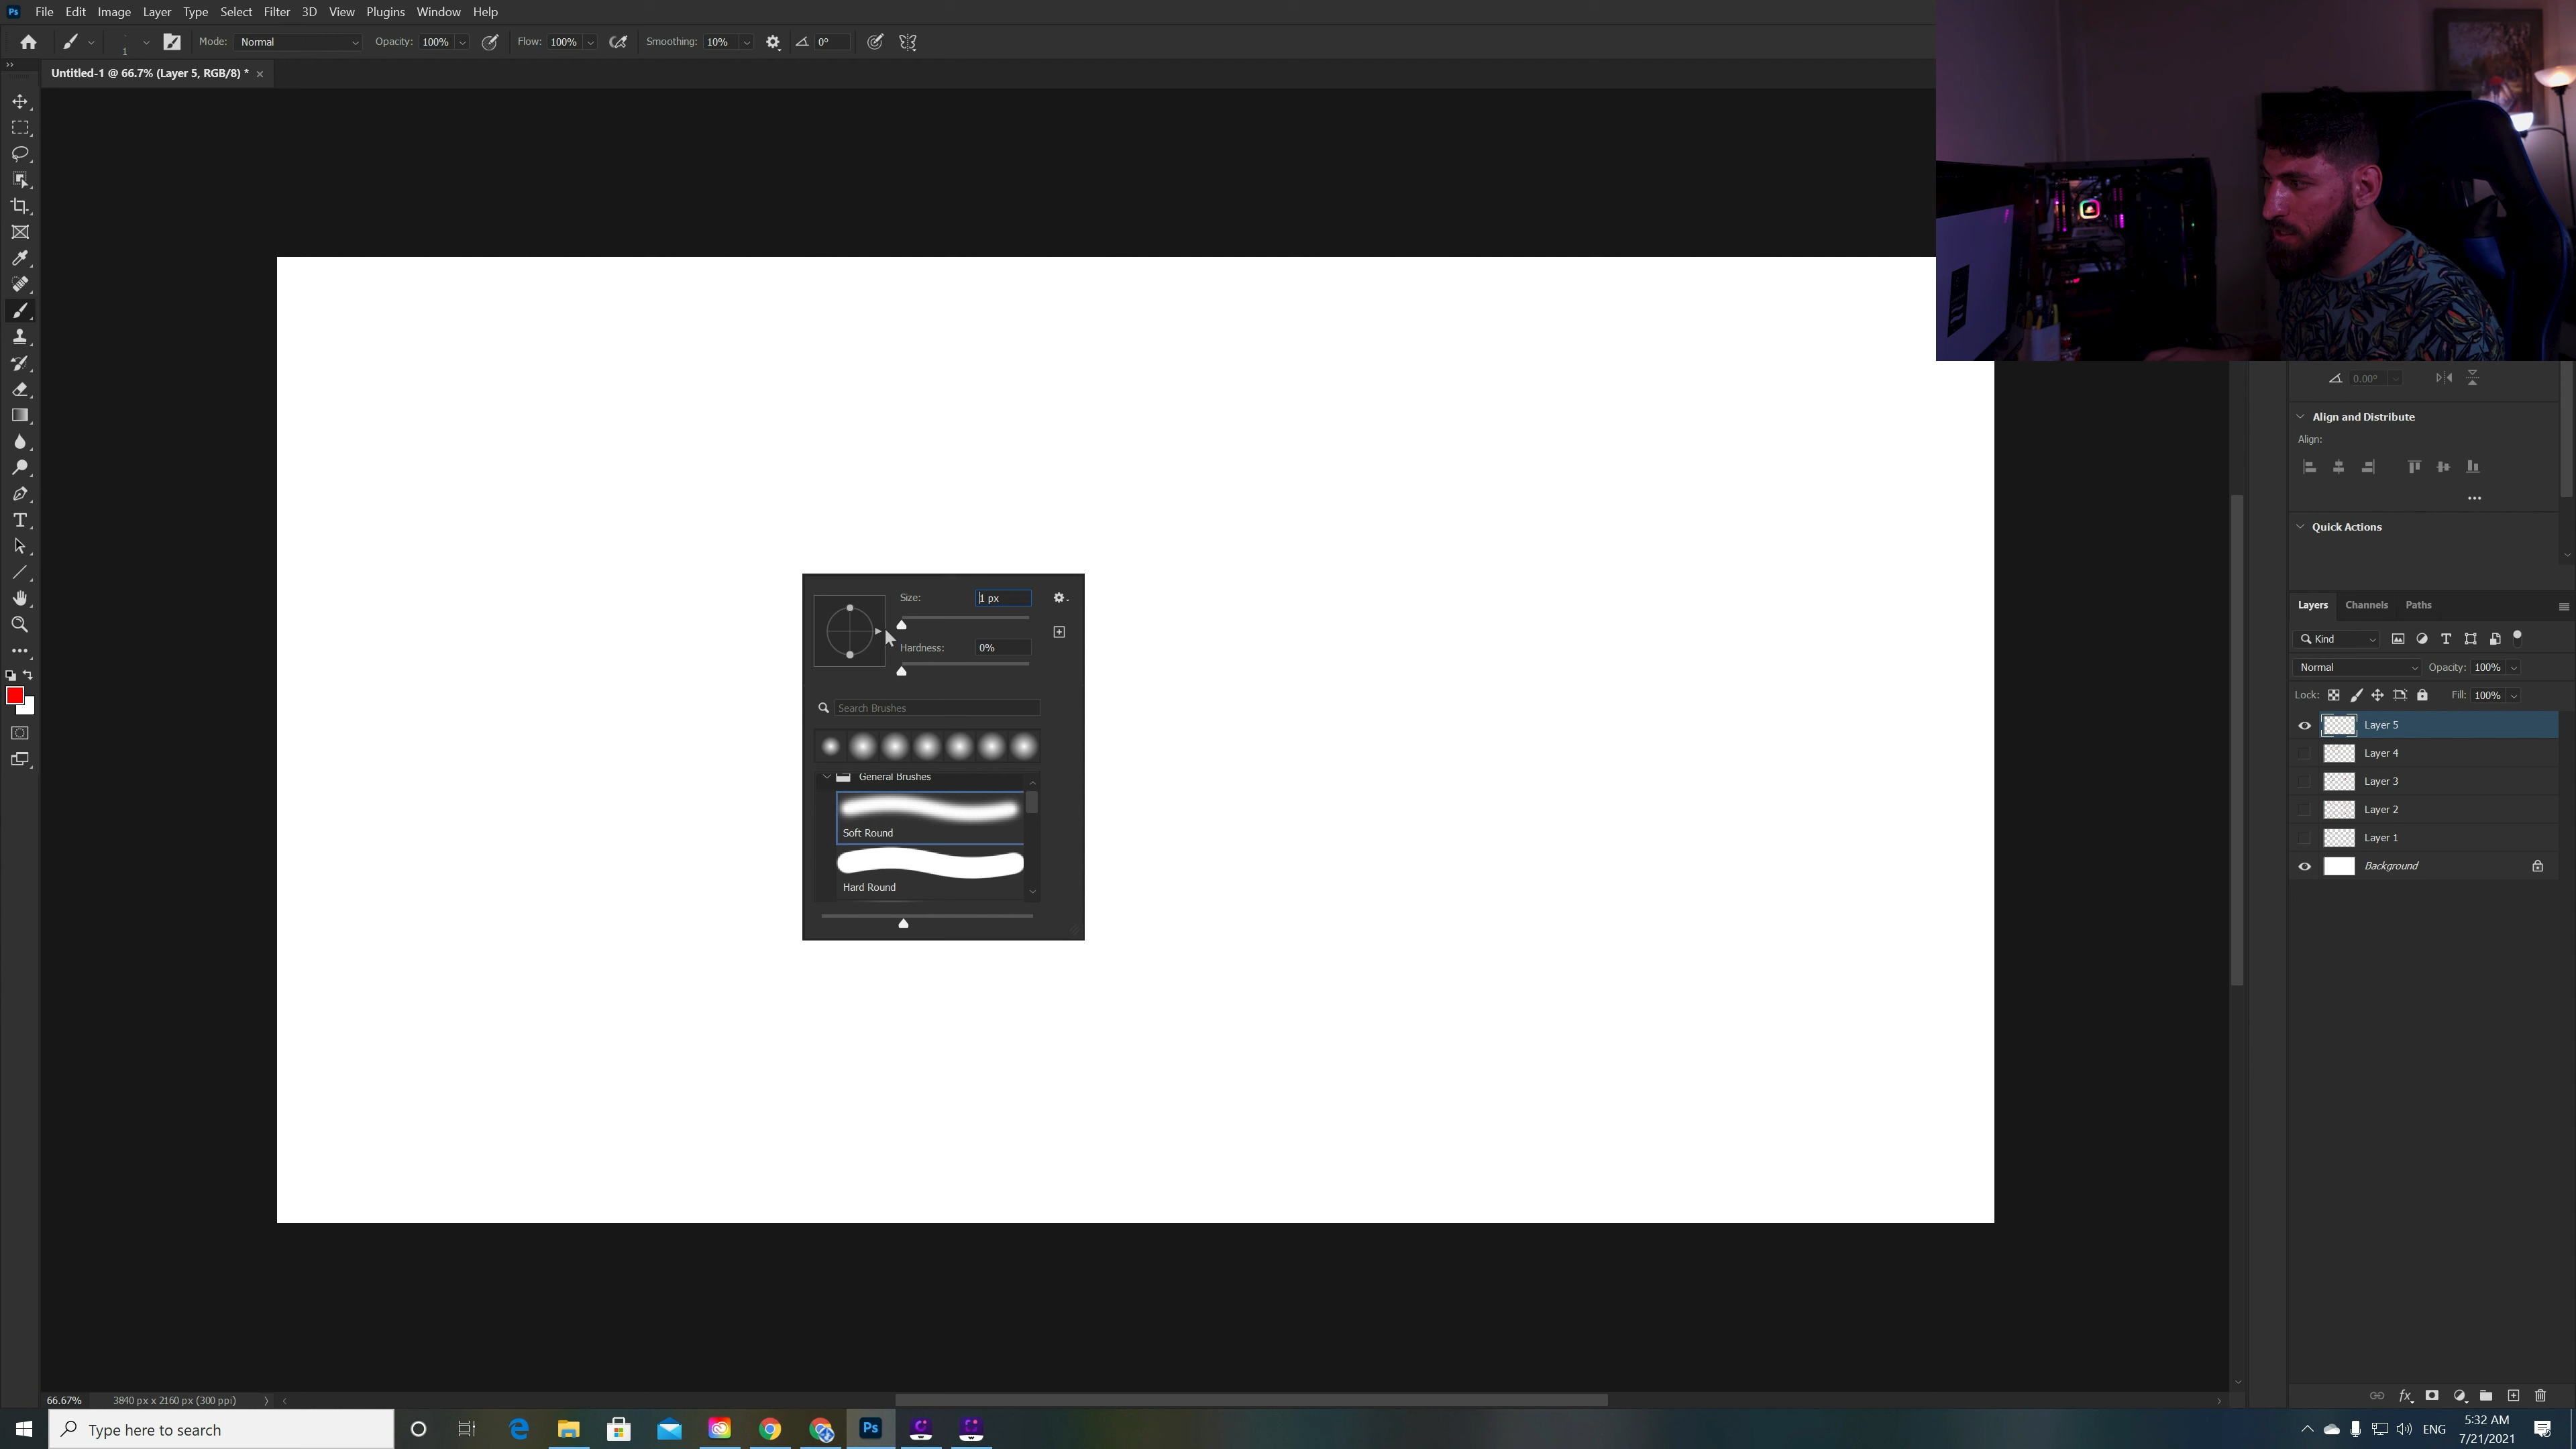 Ps File Edit Image Layer Type Select Filter 3D View Plugins Window Help
1 Mode: Normal Opacity: 100% Flow: 100% Smoothing: 10% 0°
Untitled-1 @ 66.7% (Layer 5, RGB/8) * ×
0.00°
Align and Distribute
Align:
Quick Actions
Size: 1 px
Hardness: 0%
Search Brushes
General Brushes
Soft Round
Hard Round
Layers Channels Paths
Kind
Normal Opacity: 100%
Lock: Fill: 100%
Layer 5
Layer 4
Layer 3
Layer 2
Layer 1
Background
66.67% 3840 px x 2160 px (300 ppi)
Type here to search
Ps
ENG
5:32 AM
7/21/2021